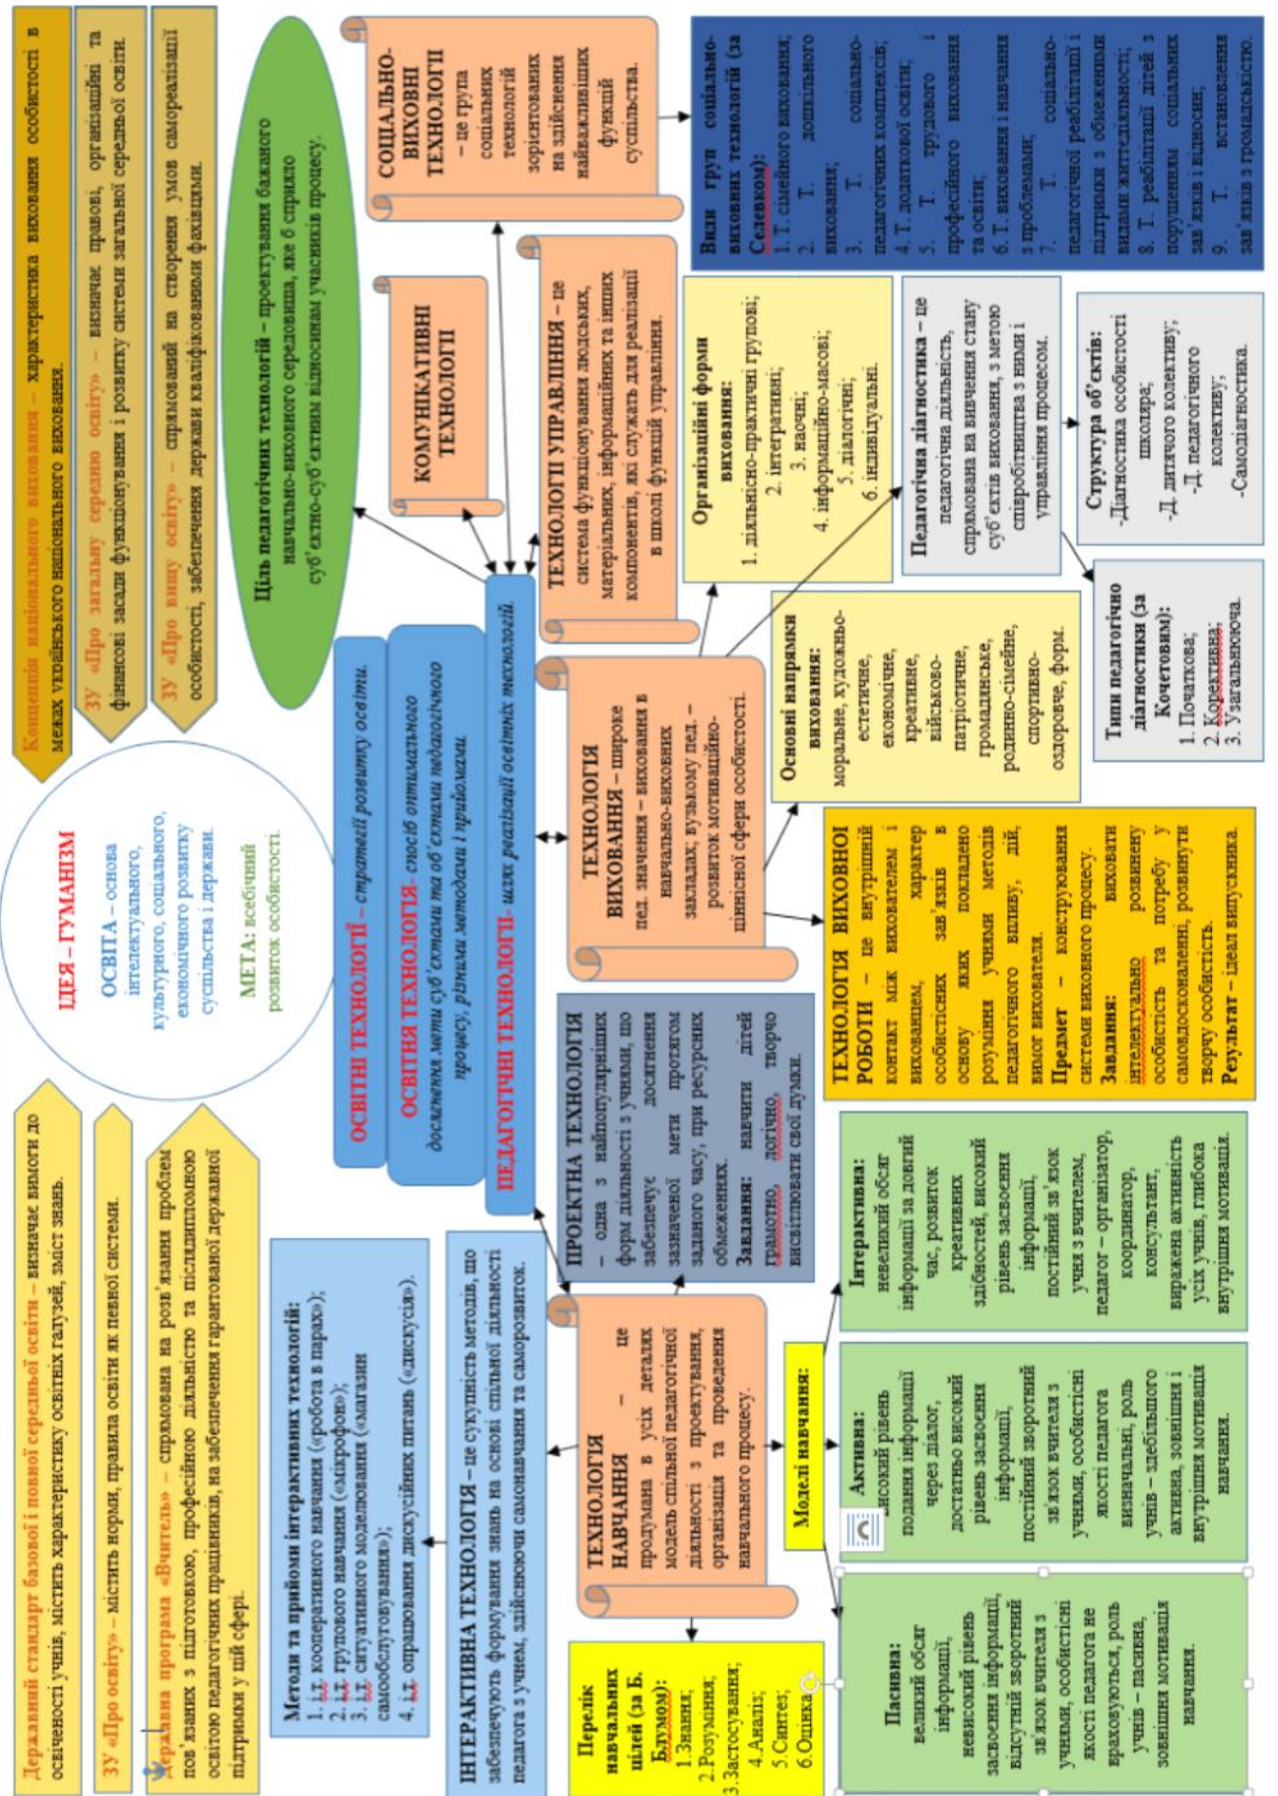 Державний стандарт базової і повної середньої освіти – визначає вимоги до
освіченості учнів, містить характеристику освітніх галузей, зміст знань.
ЗУ «Про освіту» – містить норми, правила освіти як певної системи.
Державна програма «Вчитель» – спрямована на розв'язання проблем
пов'язаних з підготовкою, професійною діяльністю та післядипломною
освітою педагогічних працівників, на забезпечення гарантованої державної
підтримки у цій сфері.
ІДЕЯ – ГУМАНІЗМ
ОСВІТА – основа
інтелектуального,
культурного, соціального,
економічного розвитку
суспільства і держави.
МЕТА: всебічний
розвиток особистості.
Концепція національного виховання – характеристика виховання особистості в
межах українського національного виховання.
ЗУ «Про загальну середню освіту» – визначає правові, організаційні та
фінансові засади функціонування і розвитку системи загальної середньої освіти.
ЗУ «Про вищу освіту» – спрямований на створення умов самореалізації
особистості, забезпечення держави кваліфікованими фахівцями.
Ціль педагогічних технологій – проектування бажаного
навчально-виховного середовища, яке б сприяло
суб'єктно-суб'єктним відносинам учасників процесу.
ОСВІТНІ ТЕХНОЛОГІЇ – стратегії розвитку освіти.
ОСВІТНЯ ТЕХНОЛОГІЯ- спосіб оптимального
досягнення мети суб'єктами та об'єктами педагогічного
процесу, різними методами і прийомами.
ПЕДАГОГІЧНІ ТЕХНОЛОГІЇ- шлях реалізації освітніх технологій.
Методи та прийоми інтерактивних технологій:
1. і.т. кооперативного навчання («робота в парах»);
2. і.т. групового навчання («мікрофон»);
3. і.т. ситуативного моделювання («магазин
самообслуговування»);
4. і.т. опрацювання дискусійних питань («дискусія»).
ІНТЕРАКТИВНА ТЕХНОЛОГІЯ – це сукупність методів, що
забезпечують формування знань на основі спільної діяльності
педагога з учнем, здійснюючи самонавчання та саморозвиток.
ПРОЕКТНА ТЕХНОЛОГІЯ
– одна з найпопулярніших
форм діяльності з учнями, що
забезпечує досягнення
зазначеної мети протягом
заданого часу, при ресурсних
обмеженнях.
Завдання: навчити дітей
грамотно, логічно, творчо
висвітлювати свої думки.
КОМУНІКАТИВНІ
ТЕХНОЛОГІЇ
СОЦІАЛЬНО-
ВИХОВНІ
ТЕХНОЛОГІЇ
– це група
соціальних
технологій
зорієнтованих
на здійснення
найважливіших
функцій
суспільства.
ТЕХНОЛОГІЇ УПРАВЛІННЯ – це
система функціонування людських,
матеріальних, інформаційних та інших
компонентів, які служать для реалізації
в школі функцій управління.
ТЕХНОЛОГІЯ
ВИХОВАННЯ – широке
пед. значення – виховання в
навчально-виховних
закладах; вузькому пед. –
розвиток мотиваційно-
ціннісної сфери особистості.
ТЕХНОЛОГІЯ
НАВЧАННЯ – це
продумана в усіх деталях
модель спільної педагогічної
діяльності з проектування,
організація та проведення
навчального процесу.
Перелік
навчальних
цілей (за Б.
Блумом):
1.Знання;
2.Розуміння;
3.Застосування;
4.Аналіз;
5.Синтез;
6.Оцінка
Моделі навчання:
Пасивна:
великий обсяг
інформації,
невисокий рівень
засвоєння інформації,
відсутній зворотний
зв'язок вчителя з
учнями, особистісні
якості педагога не
враховуються, роль
учнів – пасивна,
зовнішня мотивація
навчання.
Активна:
високий рівень
подання інформації
через діалог,
достатньо високий
рівень засвоєння
інформації,
постійний зворотний
зв'язок вчителя з
учнями, особистісні
якості педагога
визначальні, роль
учнів – здебільшого
активна, зовнішня і
внутрішня мотивація
навчання.
Інтерактивна:
невеликий обсяг
інформації за довгий
час, розвиток
креативних
здібностей, високий
рівень засвоєння
інформації,
постійний зв'язок
учня з вчителем,
педагог – організатор,
координатор,
консультант,
виражена активність
усіх учнів, глибока
внутрішня мотивація.
ТЕХНОЛОГІЯ ВИХОВНОЇ
РОБОТИ – це внутрішній
контакт між вихователем і
вихованцем, характер
особистісних зав'язків в
основу яких покладено
розуміння учнями методів
педагогічного впливу, дій,
вимог вихователя.
Предмет – конструювання
системи виховного процесу.
Завдання: виховати
інтелектуально розвинену
особистість та потребу у
самовдосконаленні, розвинути
творчу особистість.
Результат – ідеал випускника.
Основні напрямки
виховання:
моральне, художньо-
естетичне,
економічне,
креативне,
військово-
патріотичне,
громадянське,
родинно-сімейне,
спортивно-
оздоровче, форм.
Організаційні форми
виховання:
1. діяльнісно-практичні групові;
2. інтегративні;
3. наочні;
4. інформаційно-масові;
5. діалогічні;
6. індивідуальні.
Види груп соціально-
виховних технологій (за
Селевком):
1. Т. сімейного виховання;
2. Т. дошкільного
виховання;
3. Т. соціально-
педагогічних комплексів;
4. Т. додаткової освіти;
5. Т. трудового і
професійного виховання
та освіти;
6. Т. виховання і навчання
з проблемами;
7. Т. соціально-
педагогічної реабілітації і
підтримки з обмеженими
видами життєдіяльності;
8. Т. реабілітації дітей з
порушенням соціальних
зав'язків і відносин;
9. Т. встановлення
зав'язків з громадськістю.
Педагогічна діагностика – це
педагогічна діяльність,
спрямована на вивчення стану
суб'єктів виховання, з метою
співробітництва з ними і
управління процесом.
Типи педагогічно
діагностики (за
Кочетовим):
1. Початкова;
2. Корективна;
3. Узагальнююча.
Структура об'єктів:
-Діагностика особистості
школяра;
-Д. дитячого колективу;
-Д. педагогічного
колективу;
-Самодіагностика.